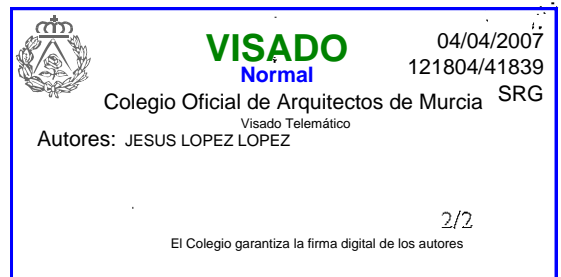 VISADO
04/04/2007
Normal
121804/41839
Colegio Oficial de Arquitectos de Murcia
SRG
Visado Telemático
Autores: JESUS LOPEZ LOPEZ
2/2
El Colegio garantiza la firma digital de los autores